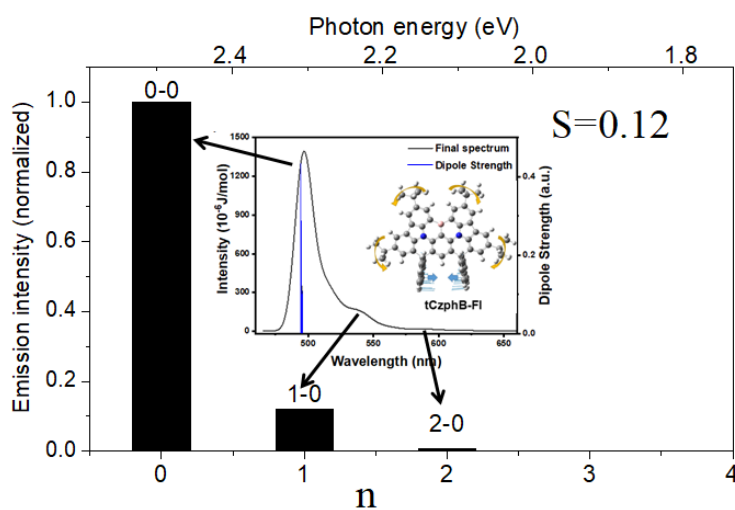 Photon energy (eV)
2.4 2.2 2.0 1.8
Emission intensity (normalized)
1.0
0.8
0.6
0.4
0.2
0.0
0-0
S=0.12
1500
1200
900
600
300
0
Intensity (10⁻⁶J/mol)
Final spectrum
Dipole Strength
0.4
0.2
0.0
Dipole Strength (a.u.)
tCzphB-Fl
500 550 600 650
Wavelength (nm)
1-0
2-0
0 1 2 3 4
n